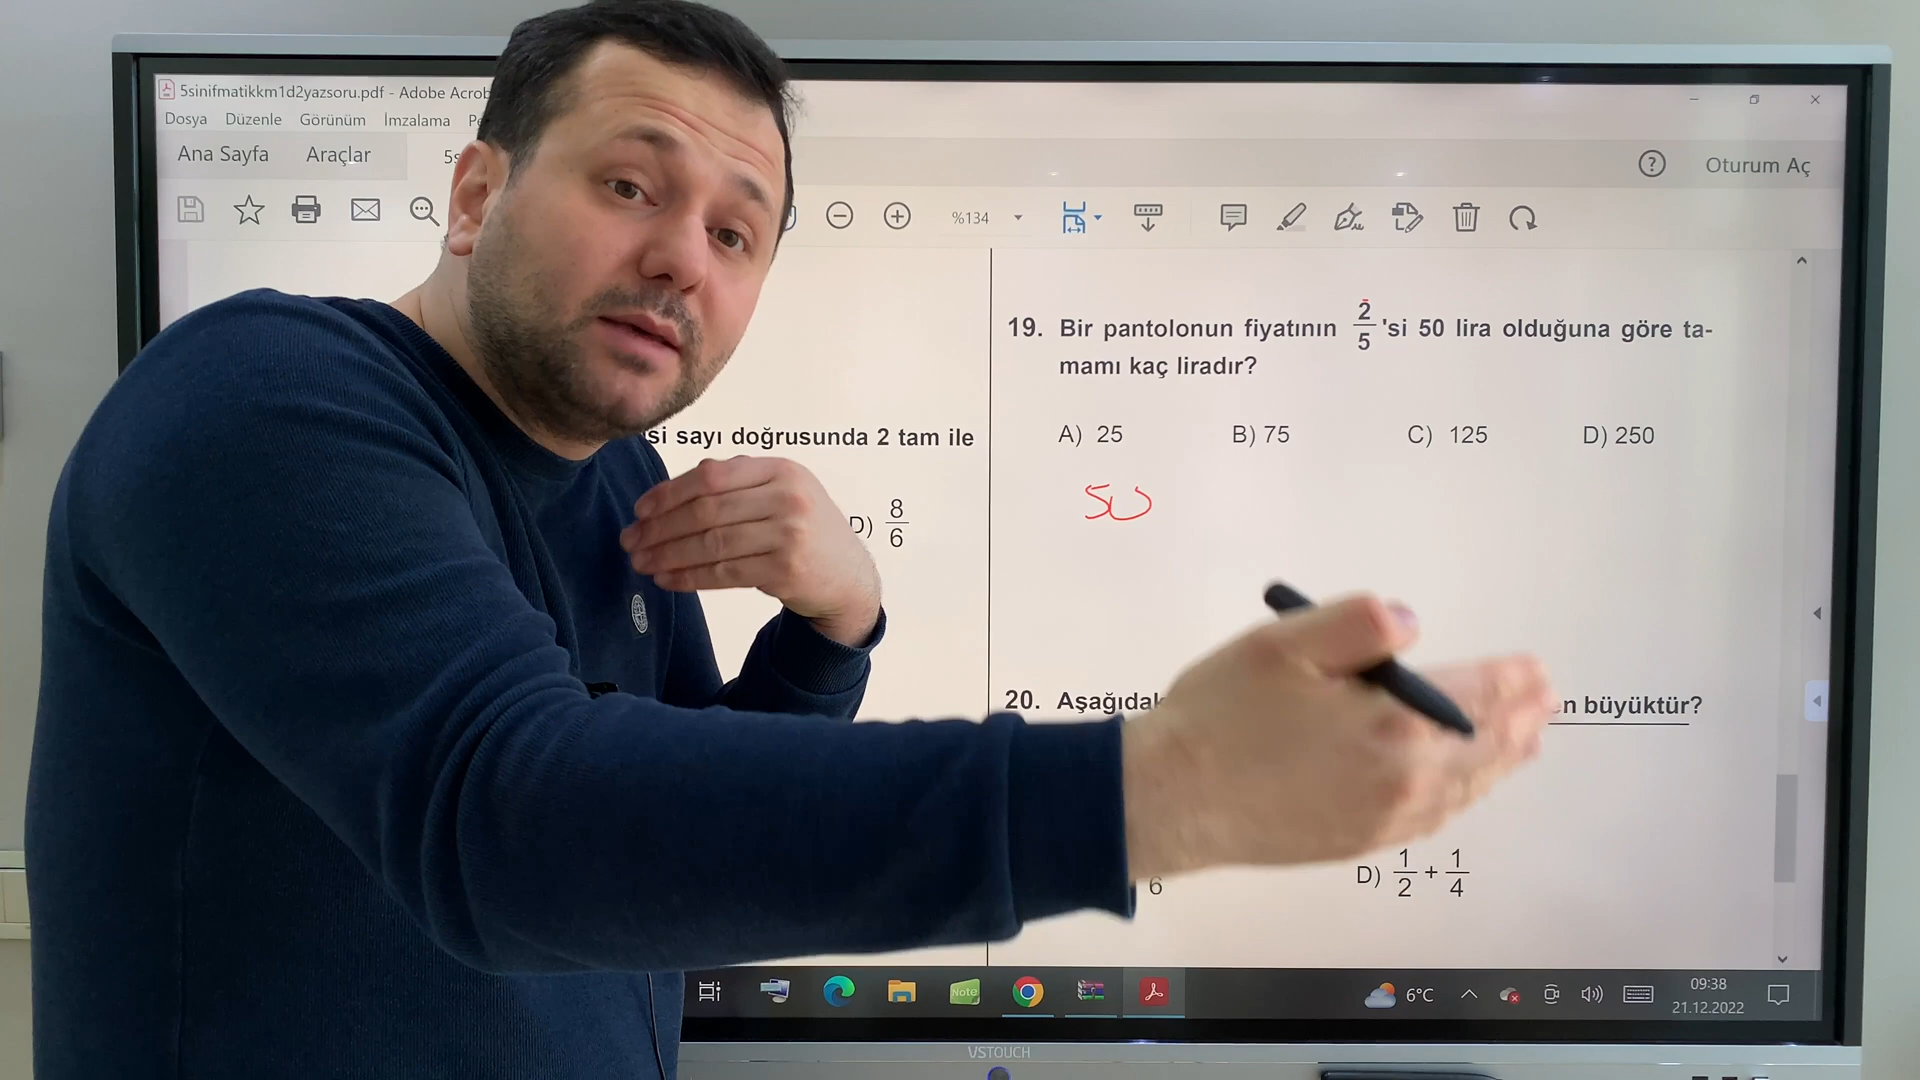 5sinifmatikkm1d2yazsoru.pdf - Adobe Acrob
Dosya Düzenle Görünüm İmzalama
Ana Sayfa Araçlar
Oturum Aç
%134
si sayı doğrusunda 2 tam ile
D) 8/6
19. Bir pantolonun fiyatının 2/5 'si 50 lira olduğuna göre ta-
mamı kaç liradır?
A) 25 B) 75 C) 125 D) 250
50
20. en büyüktür?
6
D) 1/2 + 1/4
Note
6°C
09:38
21.12.2022
VSTOUCH